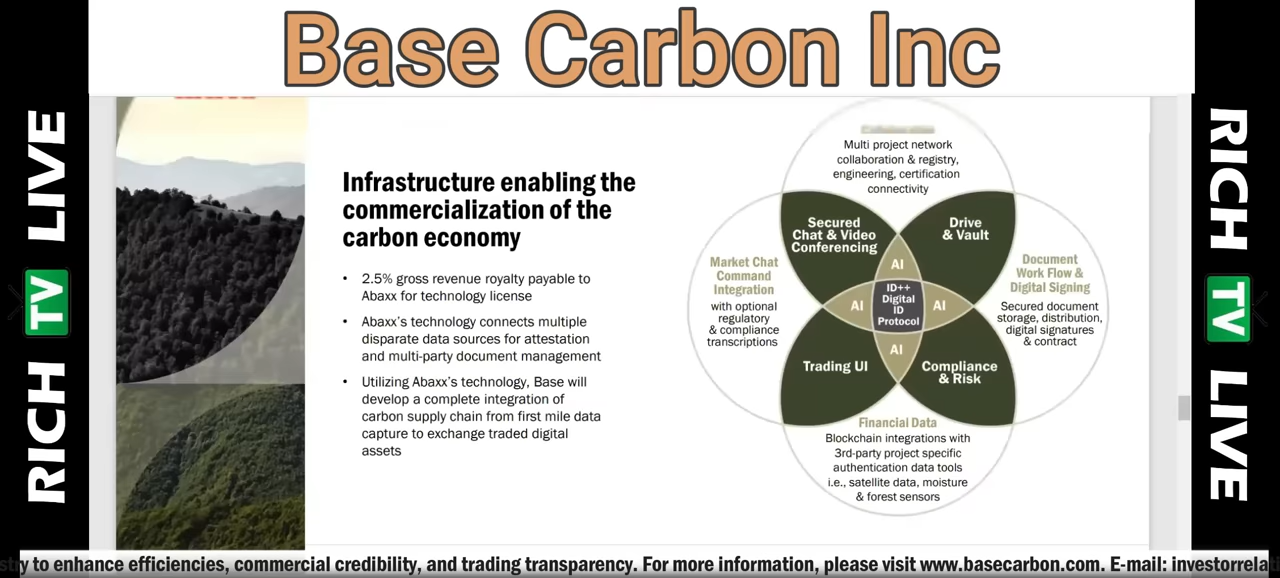 Base Carbon Inc
RICH TV LIVE
RICH TV LIVE
Infrastructure enabling the
commercialization of the
carbon economy
• 2.5% gross revenue royalty payable to
Abaxx for technology license
• Abaxx's technology connects multiple
disparate data sources for attestation
and multi-party document management
• Utilizing Abaxx's technology, Base will
develop a complete integration of
carbon supply chain from first mile data
capture to exchange traded digital
assets
Multi project network
collaboration & registry,
engineering, certification
connectivity
Secured
Chat & Video
Conferencing
Drive
& Vault
Market Chat
Command
Integration
with optional
regulatory
& compliance
transcriptions
AI
AI
ID++
Digital
ID
Protocol
AI
AI
Document
Work Flow &
Digital Signing
Secured document
storage, distribution,
digital signatures
& contract
Trading UI
Compliance
& Risk
Financial Data
Blockchain integrations with
3rd-party project specific
authentication data tools
i.e., satellite data, moisture
& forest sensors
stry to enhance efficiencies, commercial credibility, and trading transparency. For more information, please visit www.basecarbon.com. E-mail: investorrelat